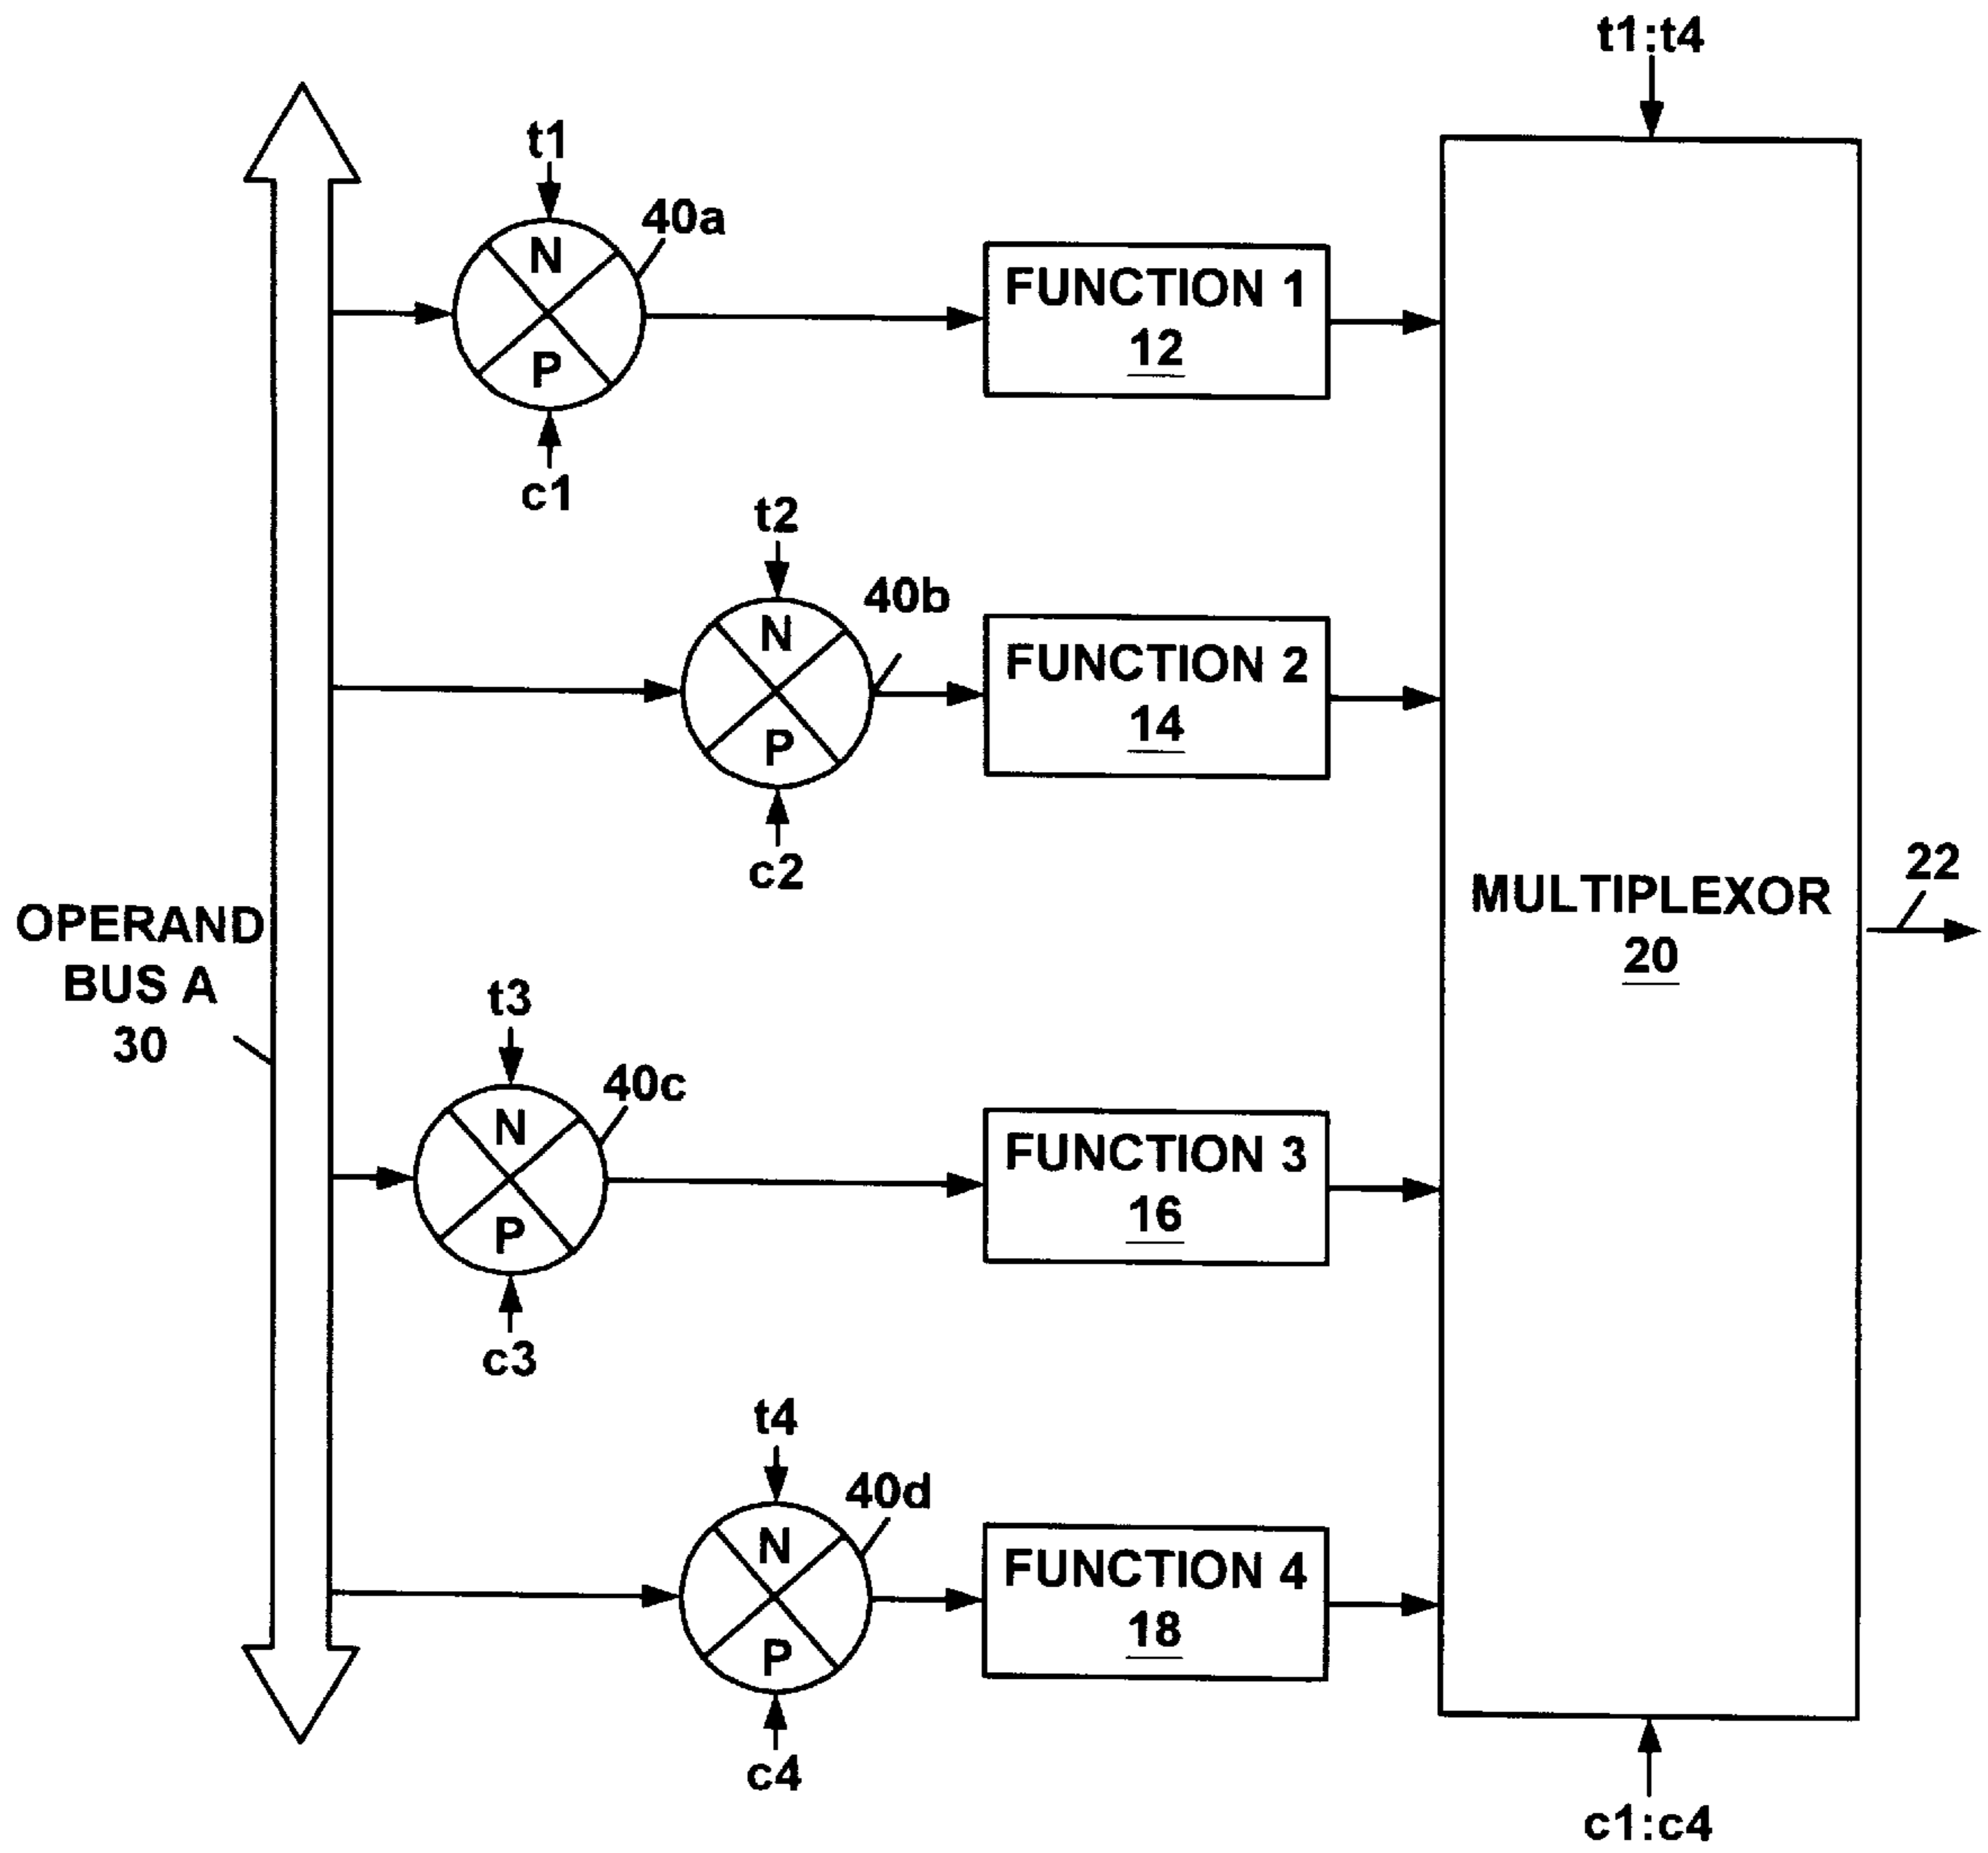 t1:t4
t1
40a
N
P
c1
FUNCTION 1
12
t2
40b
N
P
c2
FUNCTION 2
14
OPERAND
BUS A
30
MULTIPLEXOR
20
22
t3
40c
N
P
c3
FUNCTION 3
16
t4
40d
N
P
c4
FUNCTION 4
18
c1:c4